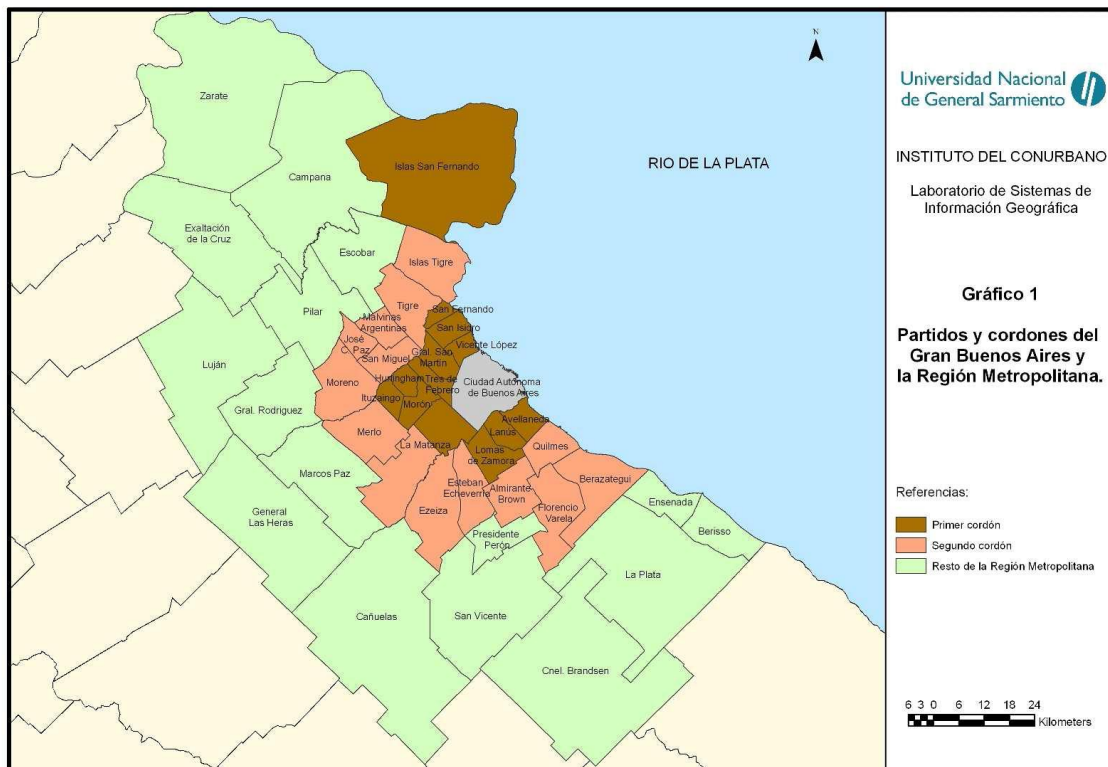 N
RIO DE LA PLATA
Zarate
Campana
Islas San Fernando
Exaltación
de la Cruz
Escobar
Islas Tigre
Pilar
Tigre
San Fernando
Malvinas
Argentinas
San Isidro
Vicente López
José
C. Paz
San Miguel
Gral. San
Martín
Luján
Moreno
Hurlingham
Tres de
Febrero
Ciudad Autónoma
de Buenos Aires
Ituzaingo
Morón
Gral. Rodriguez
Merlo
La Matanza
Avellaneda
Lanús
Quilmes
Lomas
de Zamora
Marcos Paz
Esteban
Echeverría
Almirante
Brown
Berazategui
General
Las Heras
Ezeiza
Florencio
Varela
Ensenada
Berisso
Presidente
Perón
La Plata
Cañuelas
San Vicente
Cnel. Brandsen
Universidad Nacional
de General Sarmiento
INSTITUTO DEL CONURBANO
Laboratorio de Sistemas de
Información Geográfica
Gráfico 1
Partidos y cordones del
Gran Buenos Aires y
la Región Metropolitana.
Referencias:
Primer cordón
Segundo cordón
Resto de la Región Metropolitana
6 3 0 6 12 18 24
Kilometers